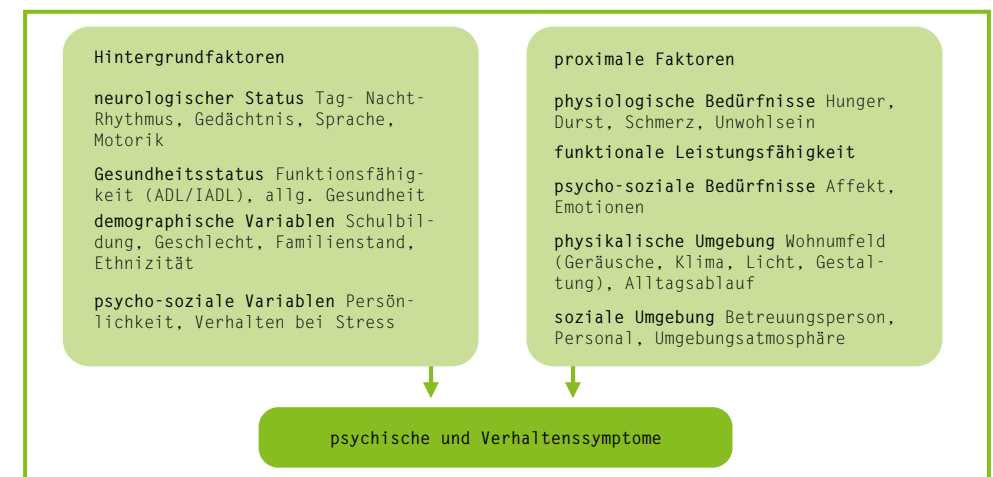 Hintergrundfaktoren
neurologischer Status Tag- Nacht-
Rhythmus, Gedächtnis, Sprache,
Motorik
Gesundheitsstatus Funktionsfähig-
keit (ADL/IADL), allg. Gesundheit
demographische Variablen Schulbil-
dung, Geschlecht, Familienstand,
Ethnizität
psycho-soziale Variablen Persön-
lichkeit, Verhalten bei Stress
proximale Faktoren
physiologische Bedürfnisse Hunger,
Durst, Schmerz, Unwohlsein
funktionale Leistungsfähigkeit
psycho-soziale Bedürfnisse Affekt,
Emotionen
physikalische Umgebung Wohnumfeld
(Geräusche, Klima, Licht, Gestal-
tung), Alltagsablauf
soziale Umgebung Betreuungsperson,
Personal, Umgebungsatmosphäre
psychische und Verhaltenssymptome